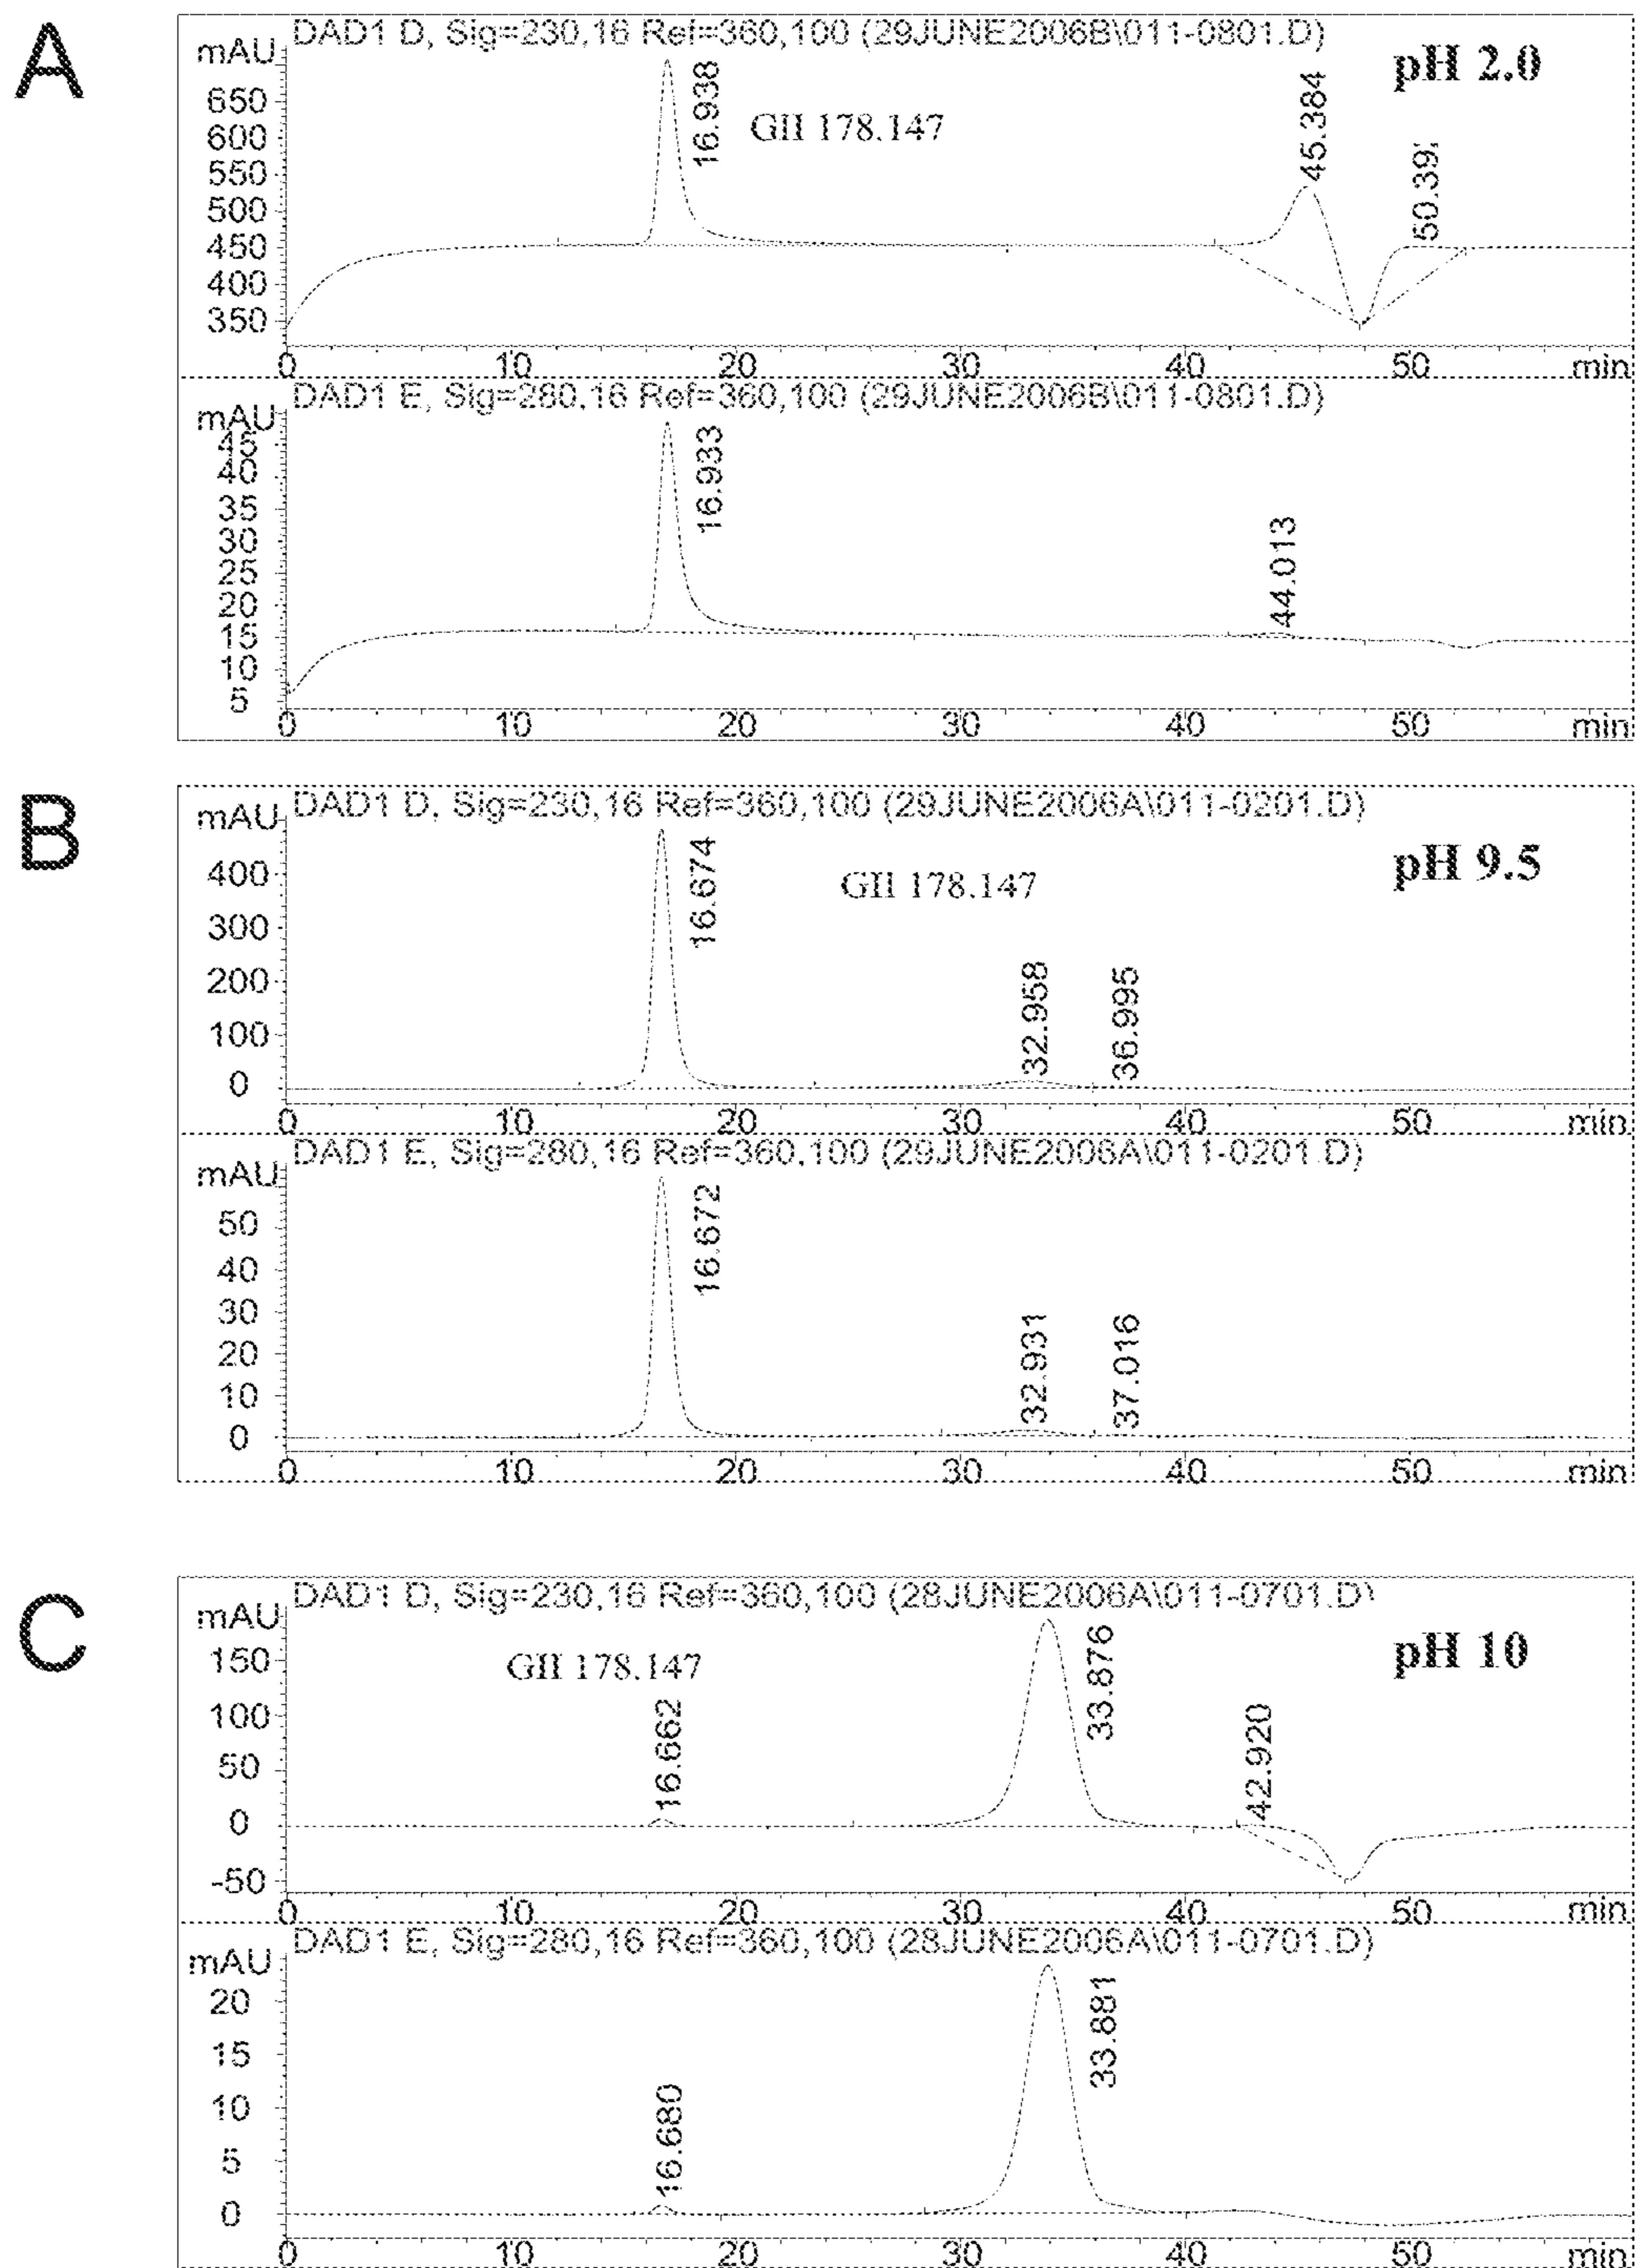 A
DAD1 D, Sig=230,16 Ref=360,100 (29JUNE2006B\011-0801.D)
mAU
pH 2.0
GII 178.147
16.938
45.384
50.39
650
600
550
500
450
400
350
0 10 20 30 40 50 min
DAD1 E, Sig=280,16 Ref=360,100 (29JUNE2006B\011-0801.D)
mAU
16.933
44.013
45
40
35
30
25
20
15
10
5
0 10 20 30 40 50 min
B
DAD1 D, Sig=230,16 Ref=360,100 (29JUNE2006A\011-0201.D)
mAU
pH 9.5
GII 178.147
16.674
32.958
36.995
400
300
200
100
0
0 10 20 30 40 50 min
DAD1 E, Sig=280,16 Ref=360,100 (29JUNE2006A\011-0201.D)
mAU
16.672
32.931
37.016
50
40
30
20
10
0
0 10 20 30 40 50 min
C
DAD1 D, Sig=230,16 Ref=360,100 (28JUNE2006A\011-0701.D)
mAU
pH 10
GII 178.147
16.662
33.876
42.920
150
100
50
0
-50
0 10 20 30 40 50 min
DAD1 E, Sig=280,16 Ref=360,100 (28JUNE2006A\011-0701.D)
mAU
16.680
33.881
20
15
10
5
0
0 10 20 30 40 50 min